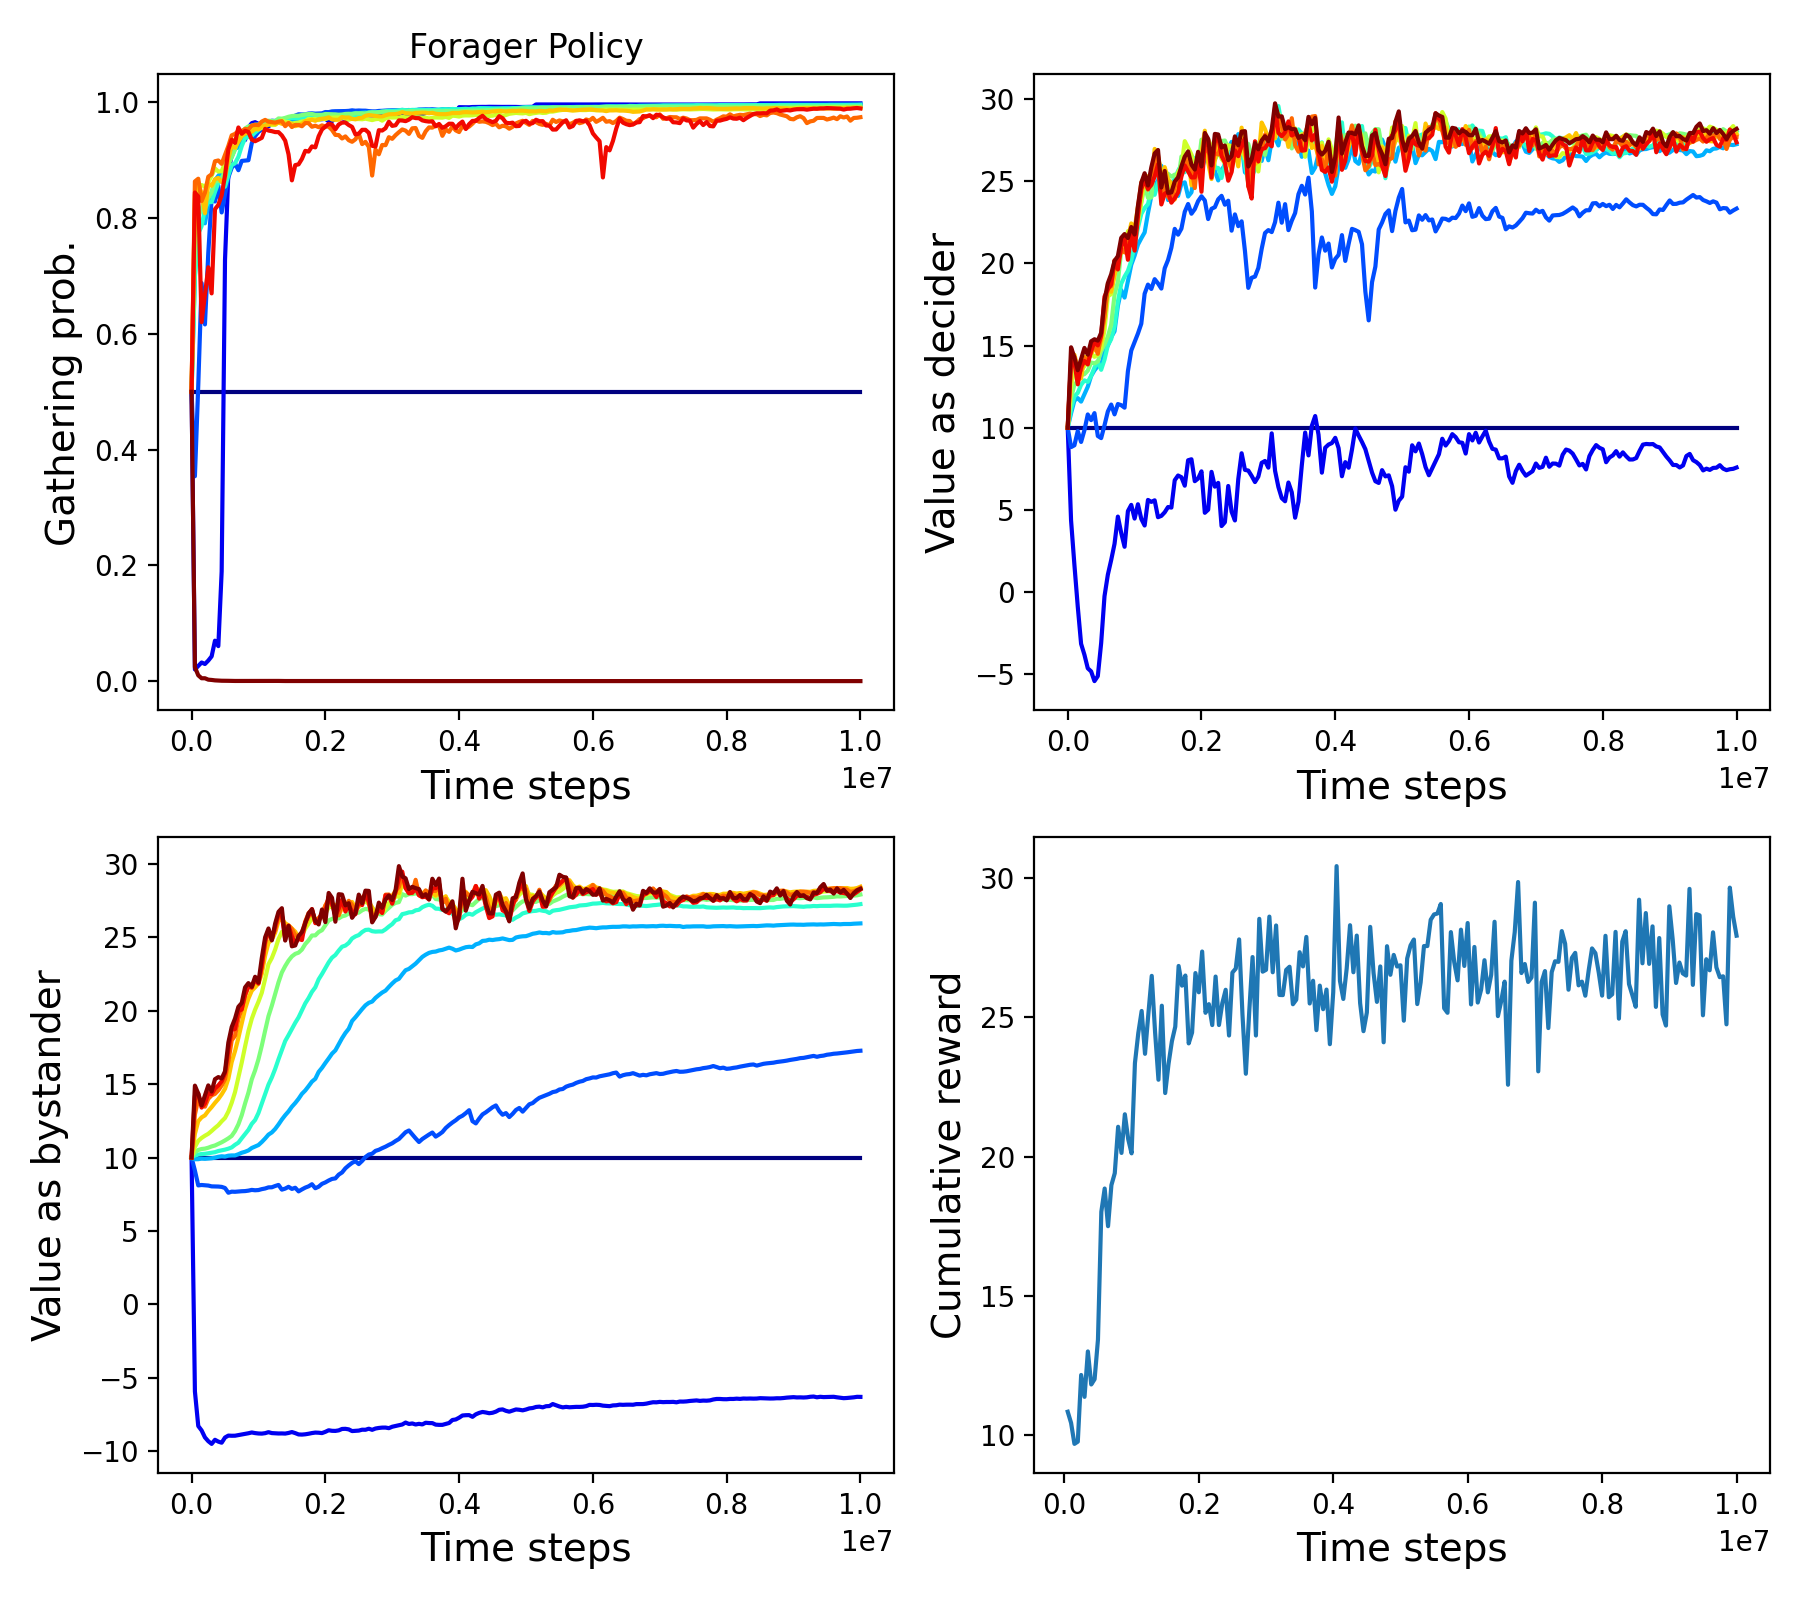 Forager Policy
Gathering prob.
1.0
0.8
0.6
0.4
0.2
0.0
0.0 0.2 0.4 0.6 0.8 1.0
1e7
Time steps
Value as decider
30
25
20
15
10
5
0
−5
0.0 0.2 0.4 0.6 0.8 1.0
1e7
Time steps
Value as bystander
30
25
20
15
10
5
0
−5
−10
0.0 0.2 0.4 0.6 0.8 1.0
1e7
Time steps
Cumulative reward
30
25
20
15
10
0.0 0.2 0.4 0.6 0.8 1.0
1e7
Time steps